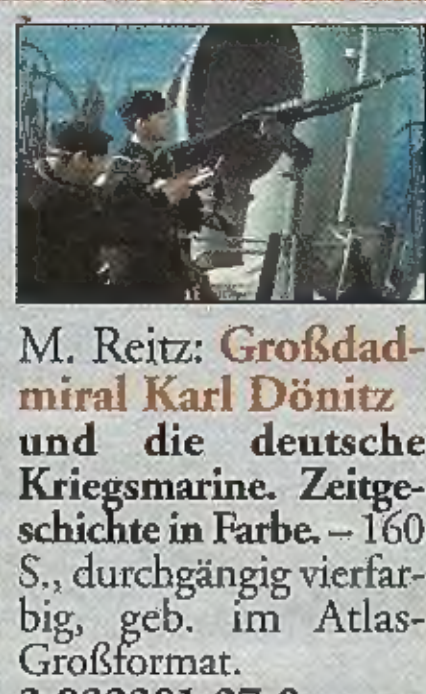 M. Reitz: Großdad-
miral Karl Dönitz
und die deutsche
Kriegsmarine. Zeitge-
schichte in Farbe. – 160
S., durchgängig vierfar-
big, geb. im Atlas-
Großformat.